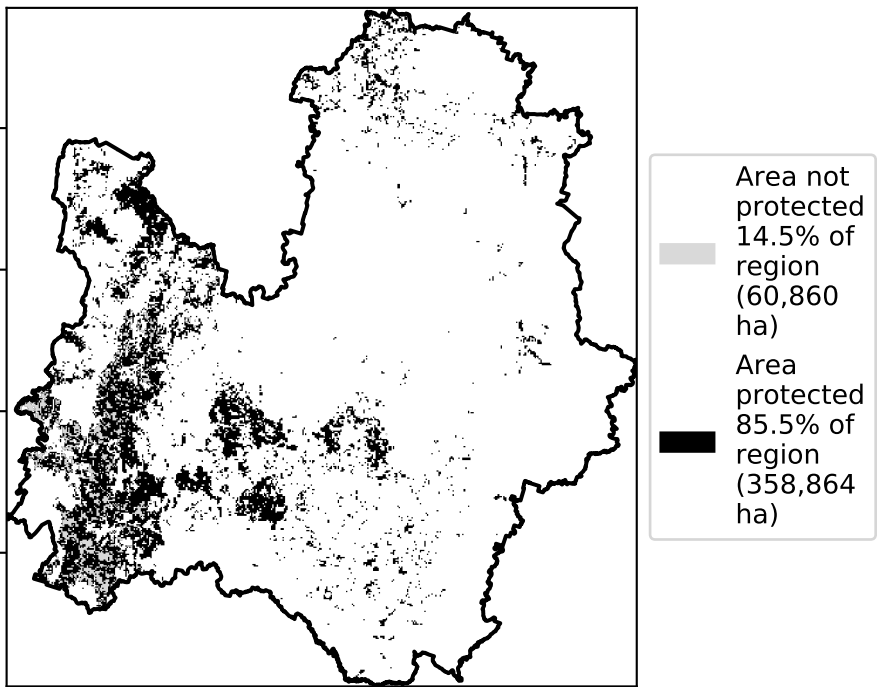 Area not
protected
14.5% of
region
(60,860
ha)
Area
protected
85.5% of
region
(358,864
ha)